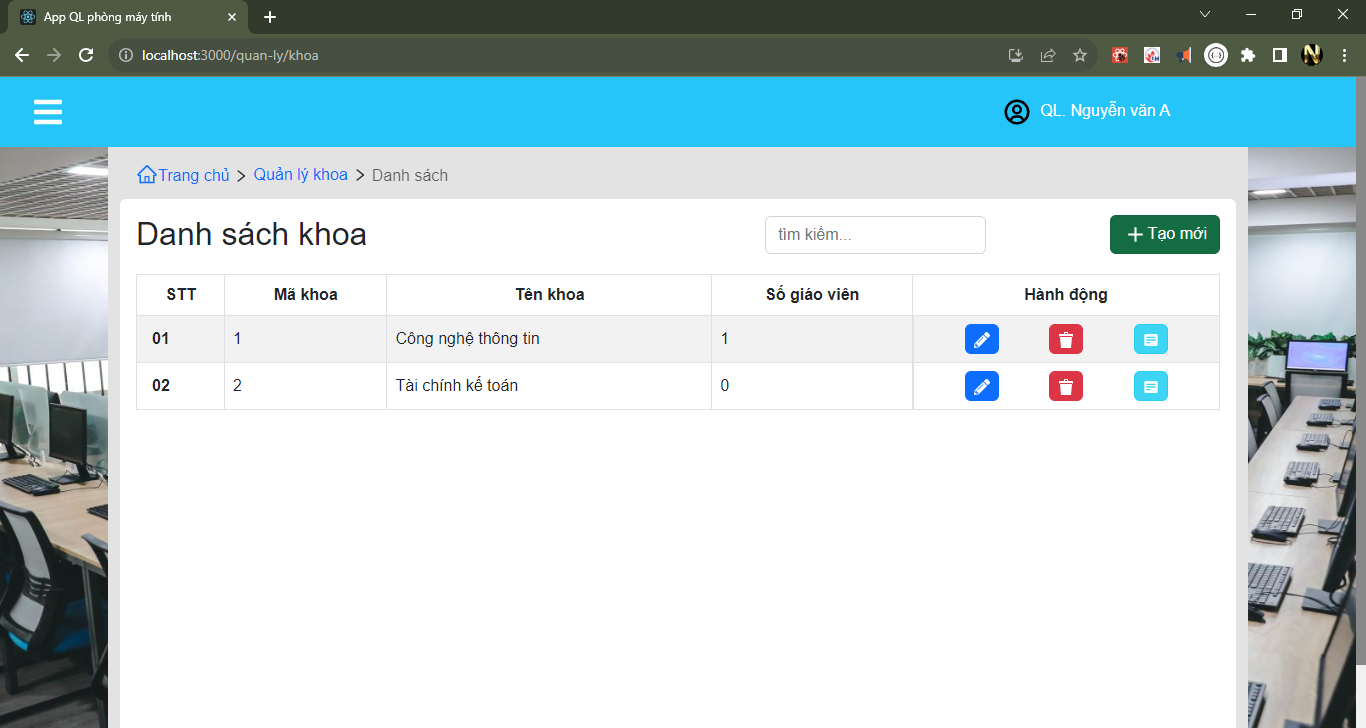 App QL phòng máy tính
localhost:3000/quan-ly/khoa
QL. Nguyễn văn A
Trang chủ > Quản lý khoa > Danh sách
Danh sách khoa
tìm kiếm...
+ Tạo mới
STT Mã khoa Tên khoa Số giáo viên Hành động
01 1 Công nghệ thông tin 1
02 2 Tài chính kế toán 0